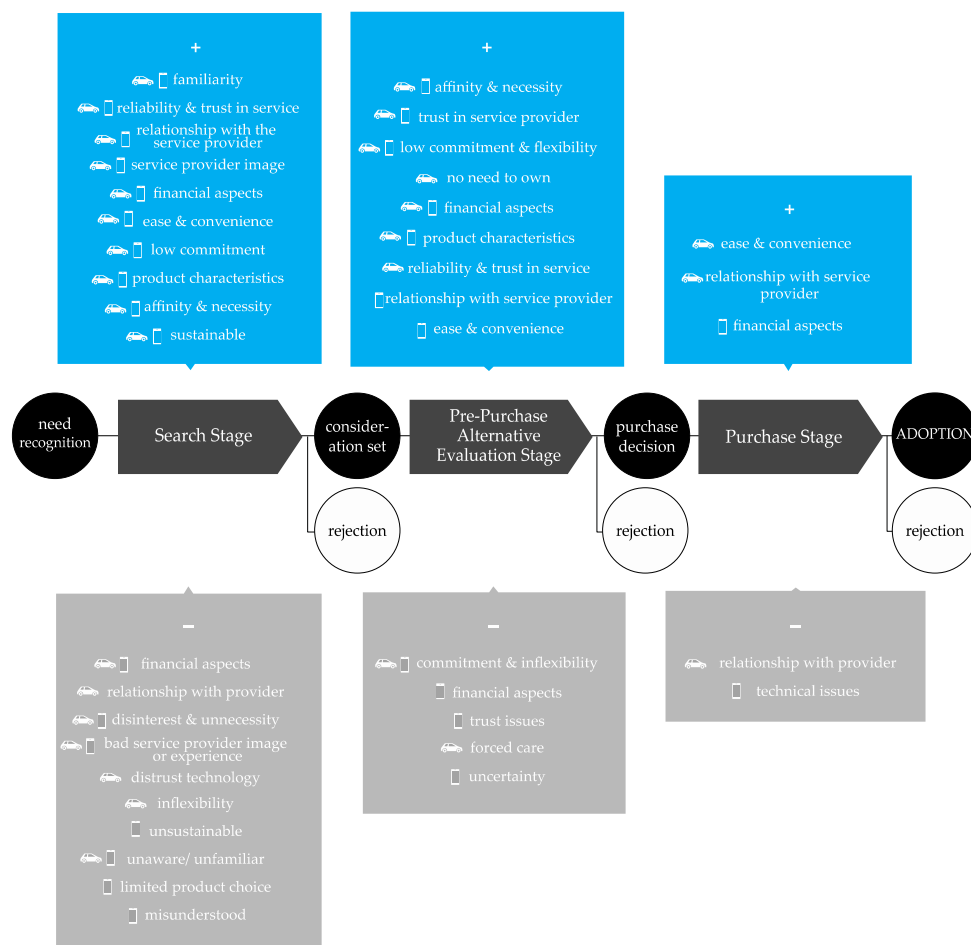 +
familiarity
reliability & trust in service
relationship with the
service provider
service provider image
financial aspects
ease & convenience
low commitment
product characteristics
affinity & necessity
sustainable
+
affinity & necessity
trust in service provider
low commitment & flexibility
no need to own
financial aspects
product characteristics
reliability & trust in service
relationship with service provider
ease & convenience
+
ease & convenience
relationship with service
provider
financial aspects
need
recognition
Search Stage
consider-
ation set
rejection
Pre-Purchase
Alternative
Evaluation Stage
purchase
decision
rejection
Purchase Stage
ADOPTION
rejection
–
financial aspects
relationship with provider
disinterest & unnecessity
bad service provider image
or experience
distrust technology
inflexibility
unsustainable
unaware/ unfamiliar
limited product choice
misunderstood
–
commitment & inflexibility
financial aspects
trust issues
forced care
uncertainty
–
relationship with provider
technical issues